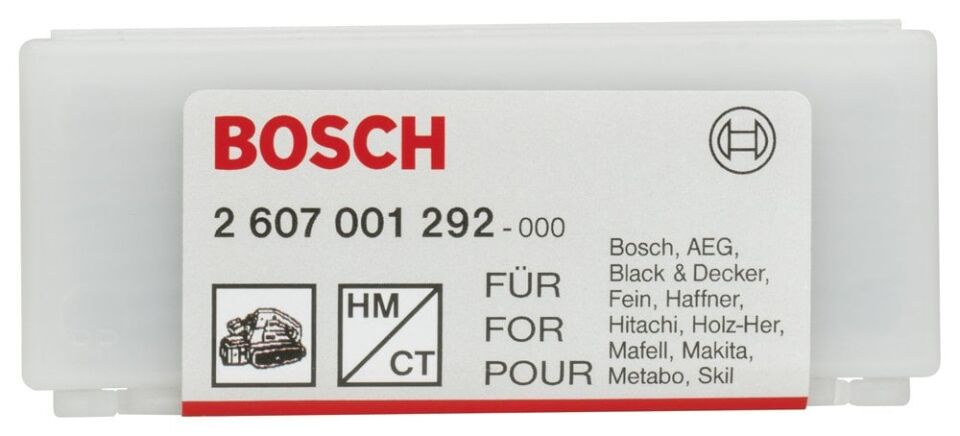 BOSCH
2 607 001 292 - 000
HM
CT
FÜR
FOR
POUR
Bosch, AEG,
Black & Decker,
Fein, Haffner,
Hitachi, Holz-Her,
Mafell, Makita,
Metabo, Skil